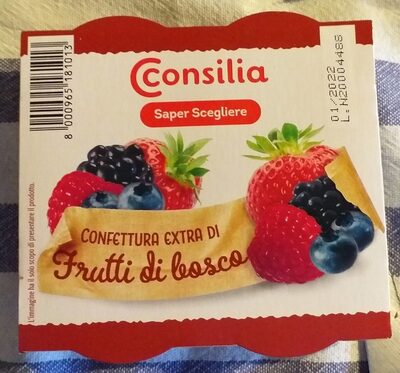 Consilia
Saper Scegliere
01/2022
L:N20004488
8 000965 181013
CONFETTURA EXTRA DI
Frutti di bosco
L'immagine ha il solo scopo di presentare il prodotto.